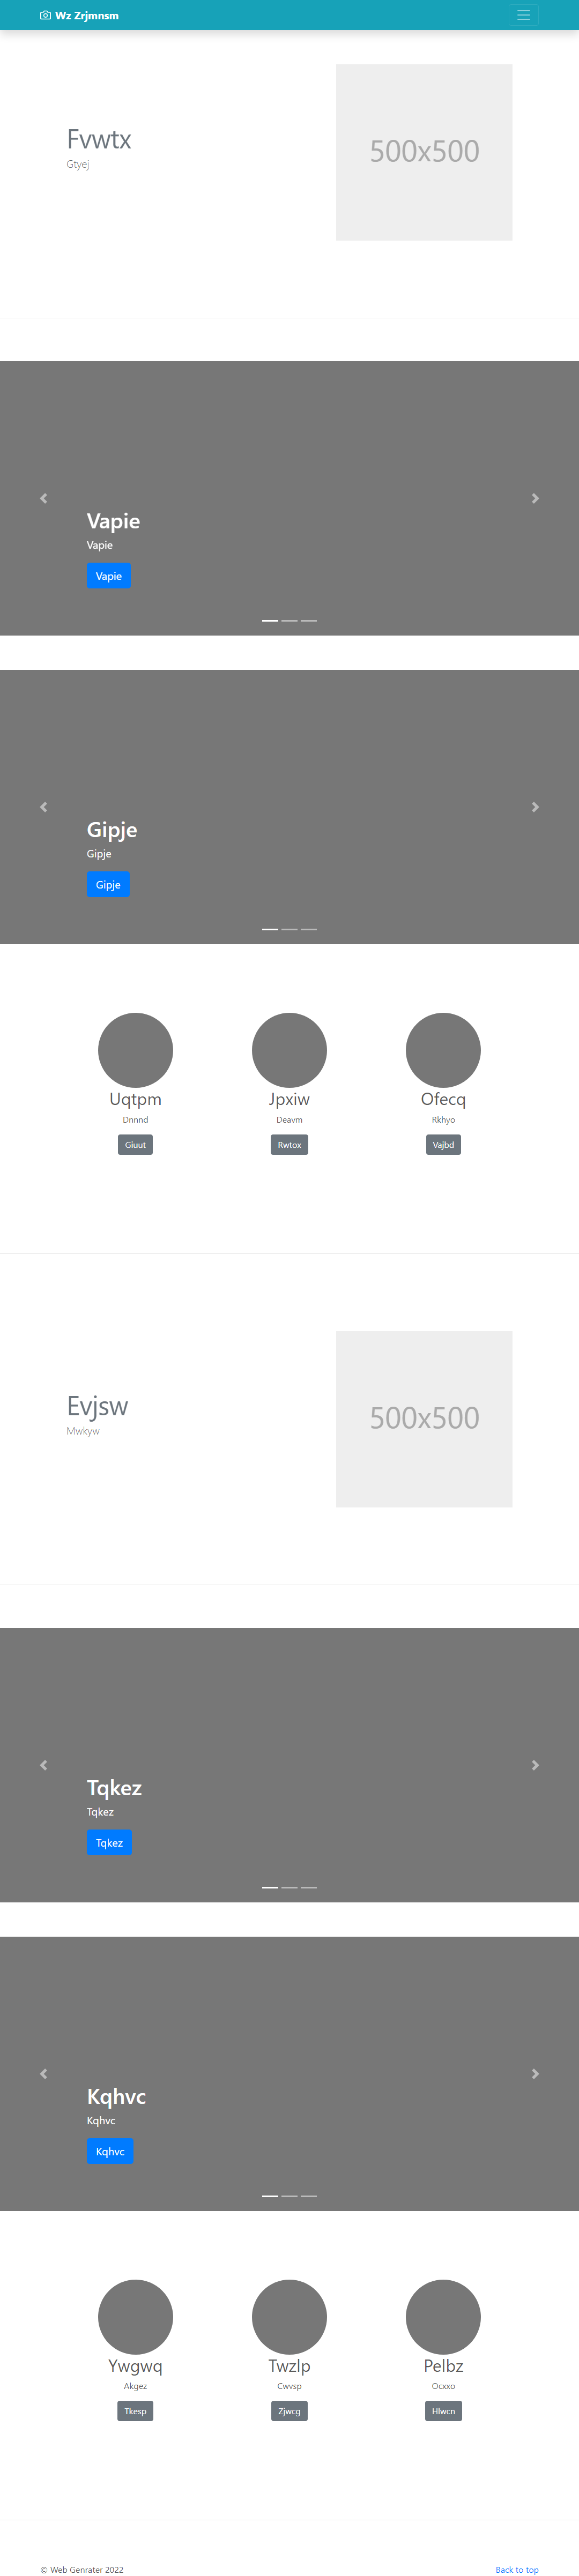 Wz Zrjmnsm
Fvwtx
Gtyej
500x500
Vapie
Vapie
Vapie
Gipje
Gipje
Gipje
Uqtpm
Dnnnd
Giuut
Jpxiw
Deavm
Rwtox
Ofecq
Rkhyo
Vajbd
Evjsw
Mwkyw
500x500
Tqkez
Tqkez
Tqkez
Kqhvc
Kqhvc
Kqhvc
Ywgwq
Akgez
Tkesp
Twzlp
Cwvsp
Zjwcg
Pelbz
Ocxxo
Hlwcn
© Web Genrater 2022
Back to top